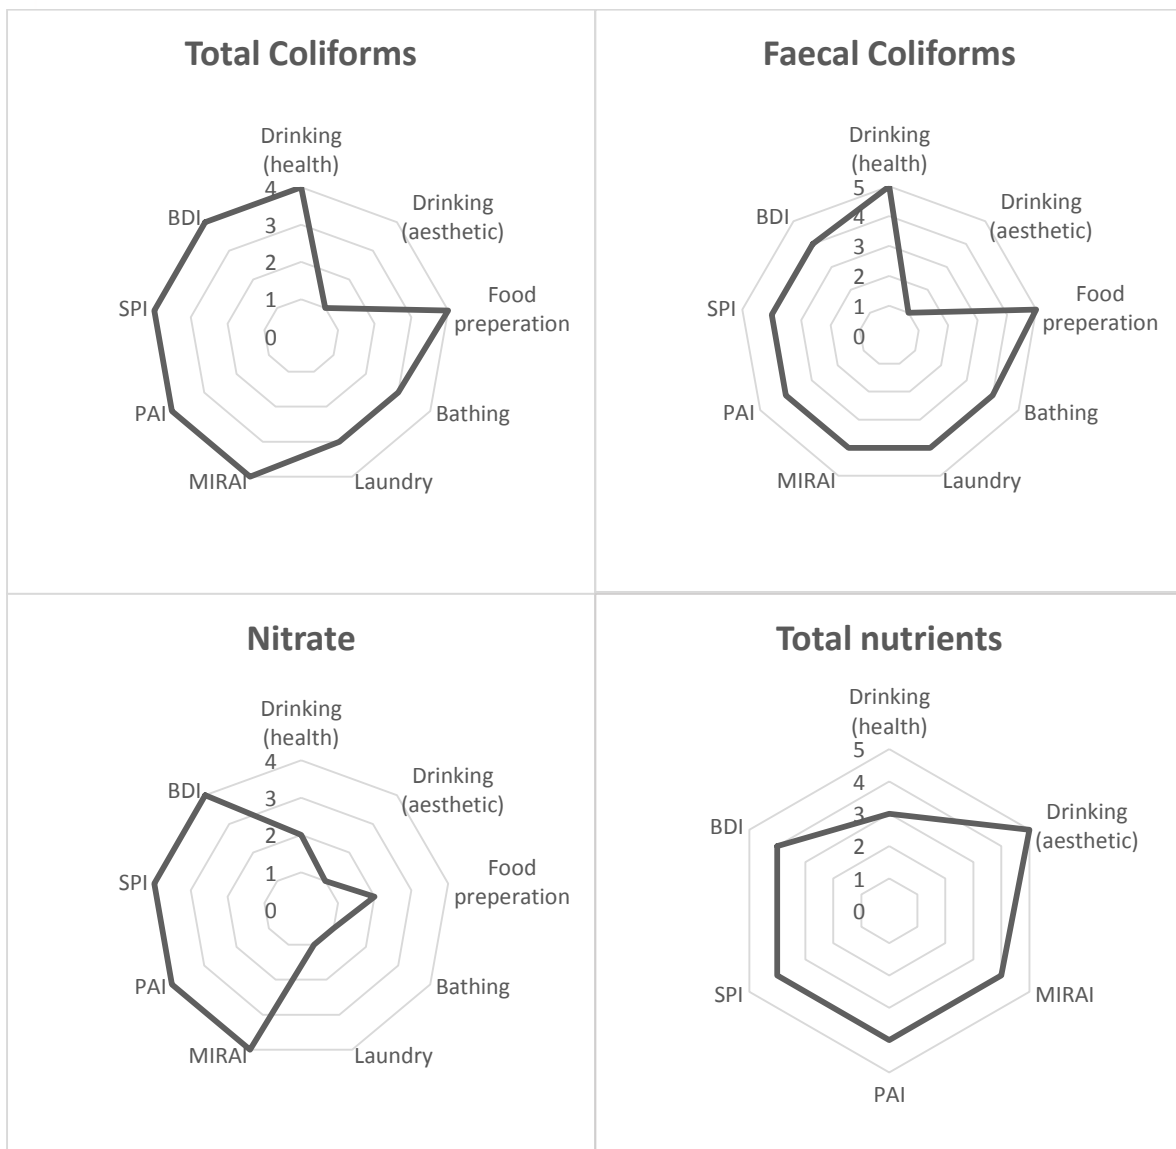 Total Coliforms
Drinking
(health)
Drinking
(aesthetic)
Food
preperation
Bathing
Laundry
MIRAI
PAI
SPI
BDI
4
3
2
1
0
Faecal Coliforms
Drinking
(health)
Drinking
(aesthetic)
Food
preperation
Bathing
Laundry
MIRAI
PAI
SPI
BDI
5
4
3
2
1
0
Nitrate
Drinking
(health)
Drinking
(aesthetic)
Food
preperation
Bathing
Laundry
MIRAI
PAI
SPI
BDI
4
3
2
1
0
Total nutrients
Drinking
(health)
Drinking
(aesthetic)
MIRAI
PAI
SPI
BDI
5
4
3
2
1
0